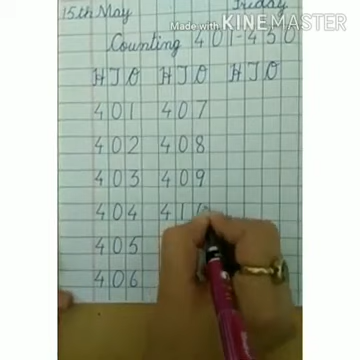 15th May Friday
Made with KINEMASTER
Counting 401-450
H T O H T O H T O
401 407
402 408
403 409
404 41
405
406